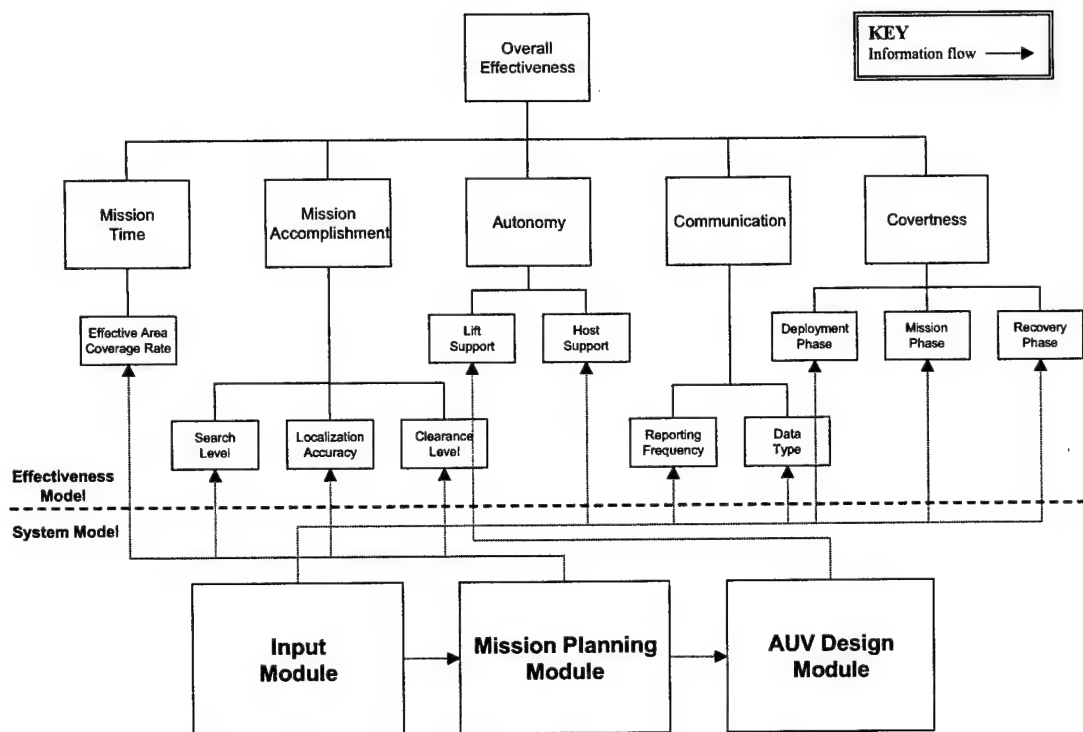 Overall
Effectiveness
KEY
Information flow
Mission
Time
Mission
Accomplishment
Autonomy
Communication
Covertness
Effective Area
Coverage Rate
Lift
Support
Host
Support
Deployment
Phase
Mission
Phase
Recovery
Phase
Search
Level
Localization
Accuracy
Clearance
Level
Reporting
Frequency
Data
Type
Effectiveness
Model
System Model
Input
Module
Mission Planning
Module
AUV Design
Module